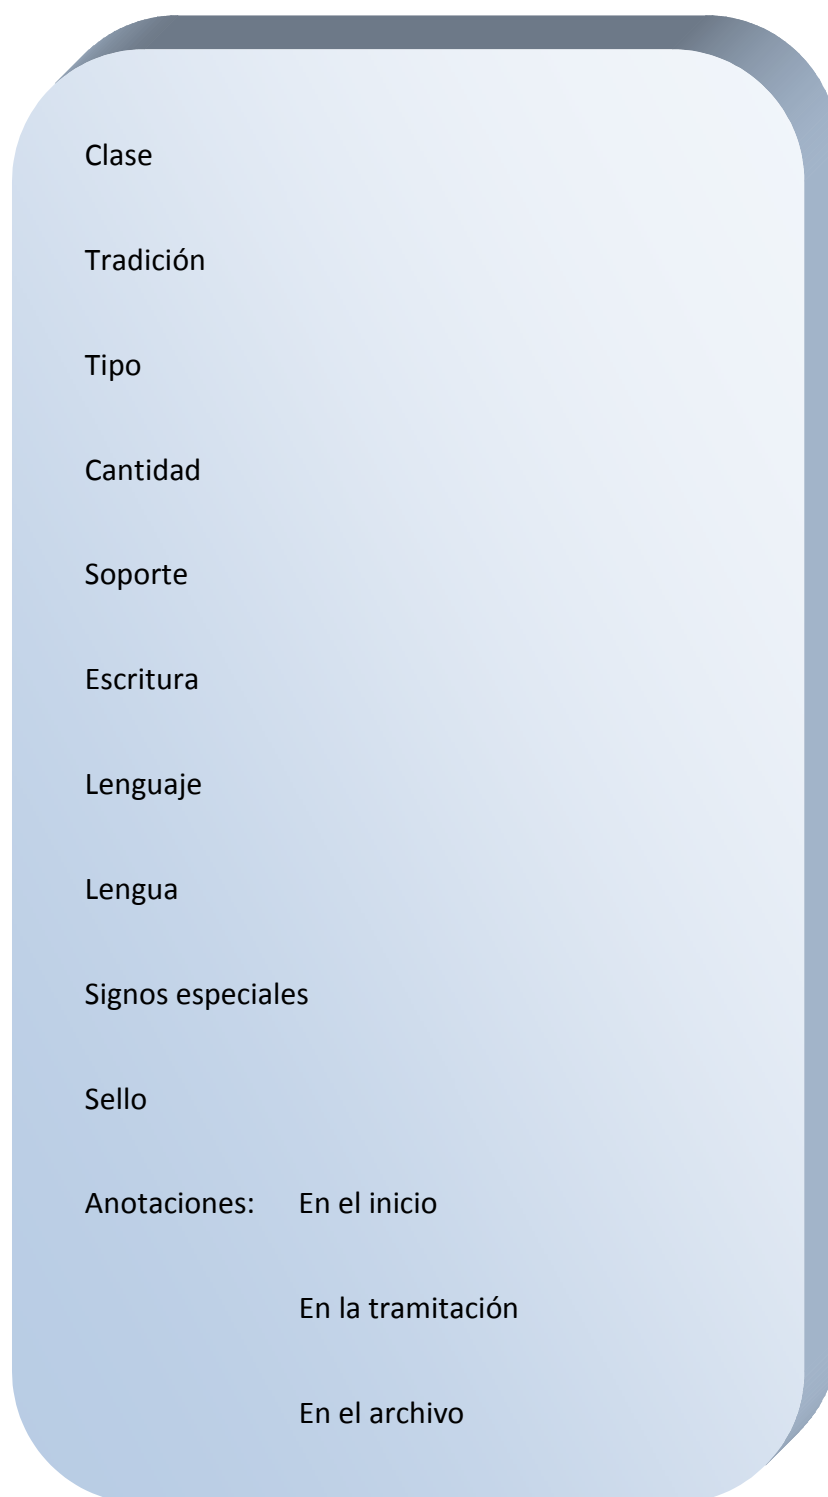 Clase
Tradición
Tipo
Cantidad
Soporte
Escritura
Lenguaje
Lengua
Signos especiales
Sello
Anotaciones: En el inicio
En la tramitación
En el archivo